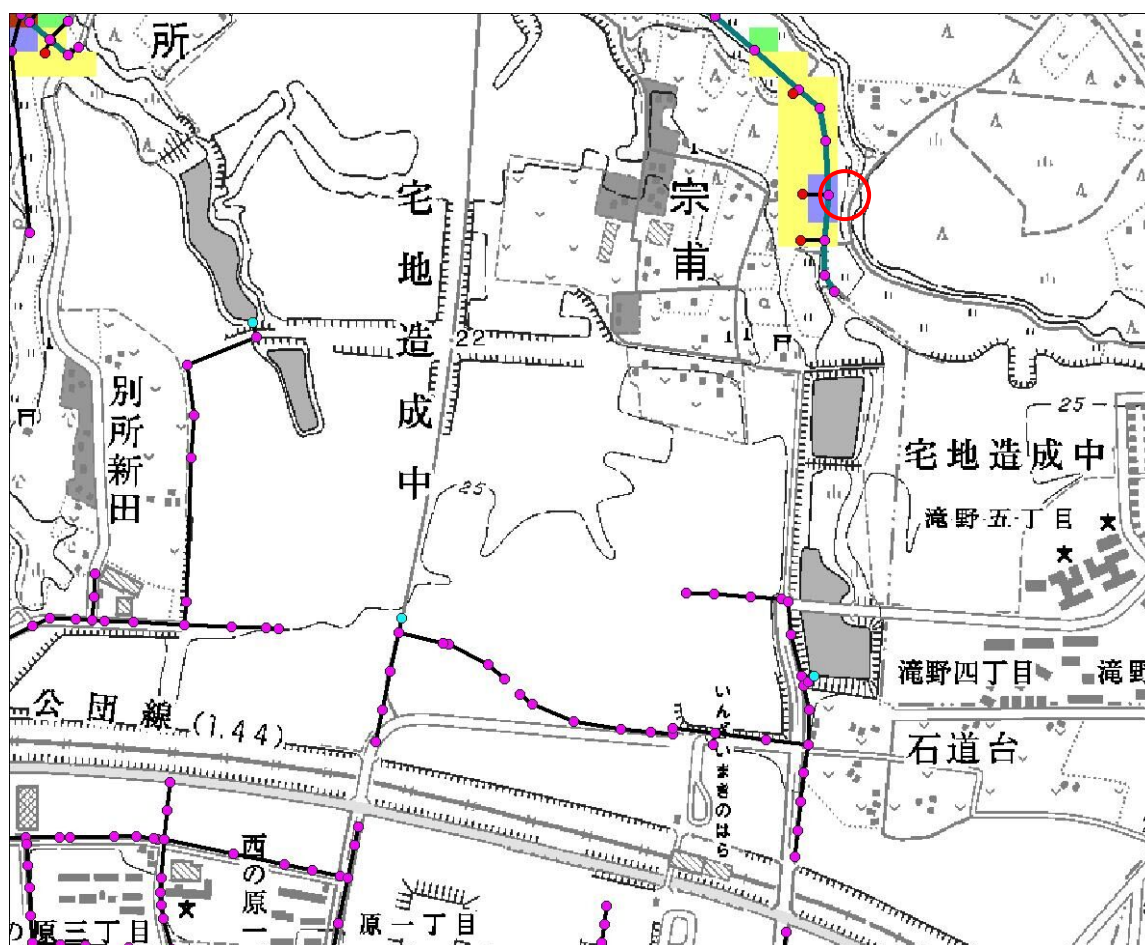 所
宅地造成中
宗甫
22
11
別所新田
25
25
宅地造成中
滝野五丁目
滝野四丁目
滝野
公団線(1.44)
石道台
いんざいまきのはら
西の原一
の原三丁目
原一丁目